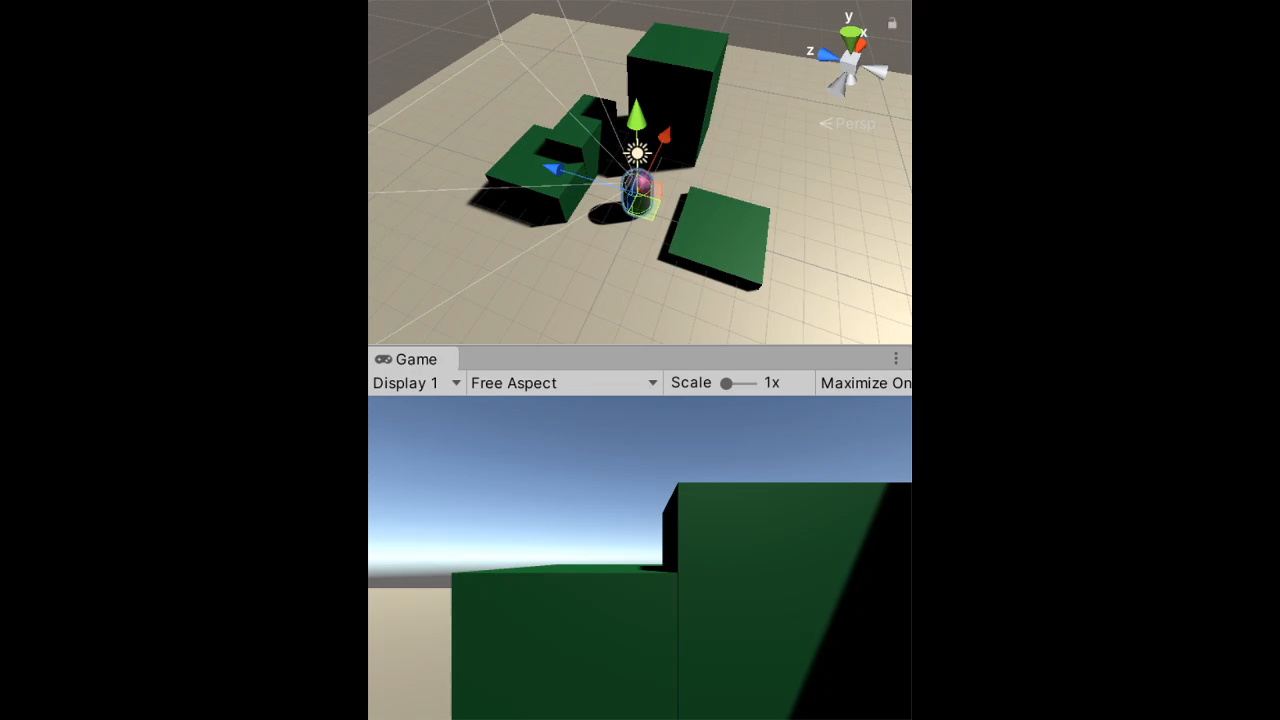 y
x
z
Persp
Game
Display 1
Free Aspect
Scale
1x
Maximize On